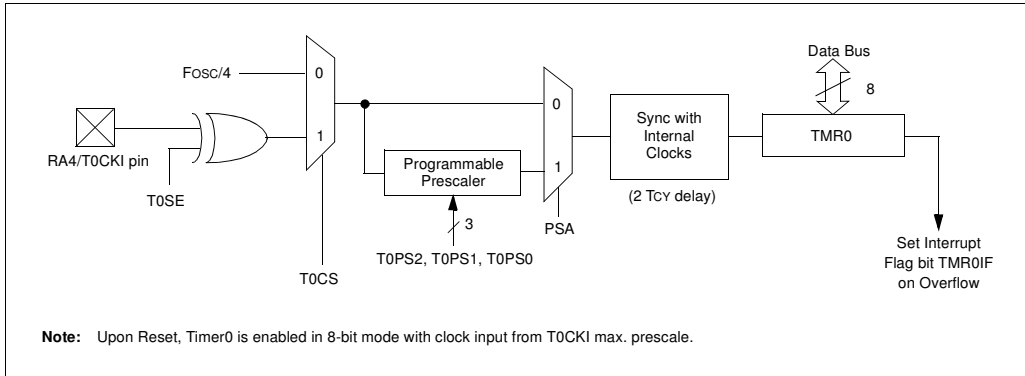 Data Bus
FOSC/4
0
8
0
Sync with
Internal
Clocks
TMR0
1
RA4/T0CKI pin
Programmable
Prescaler
1
T0SE
(2 TCY delay)
3
PSA
T0PS2, T0PS1, T0PS0
T0CS
Set Interrupt
Flag bit TMR0IF
on Overflow
Note: Upon Reset, Timer0 is enabled in 8-bit mode with clock input from T0CKI max. prescale.